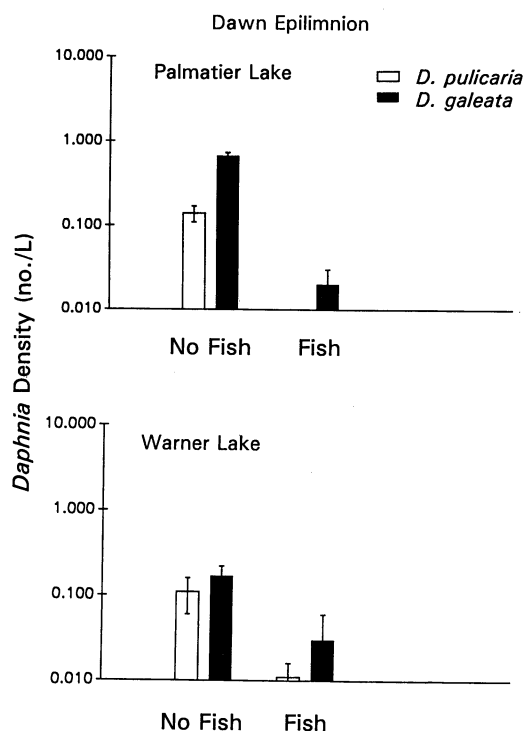 Dawn Epilimnion
Palmatier Lake
D. pulicaria
D. galeata
10.000
1.000
0.100
0.010
No Fish Fish
Daphnia Density (no./L)
Warner Lake
10.000
1.000
0.100
0.010
No Fish Fish